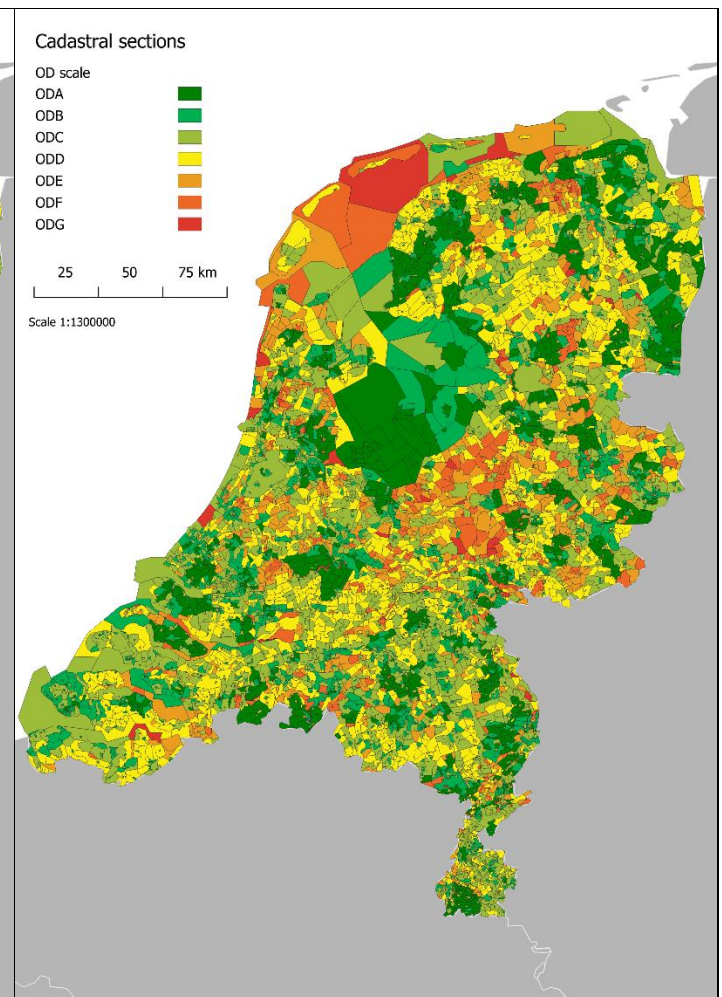 Cadastral sections
OD scale
ODA
ODB
ODC
ODD
ODE
ODF
ODG
25 50 75 km
Scale 1:1300000